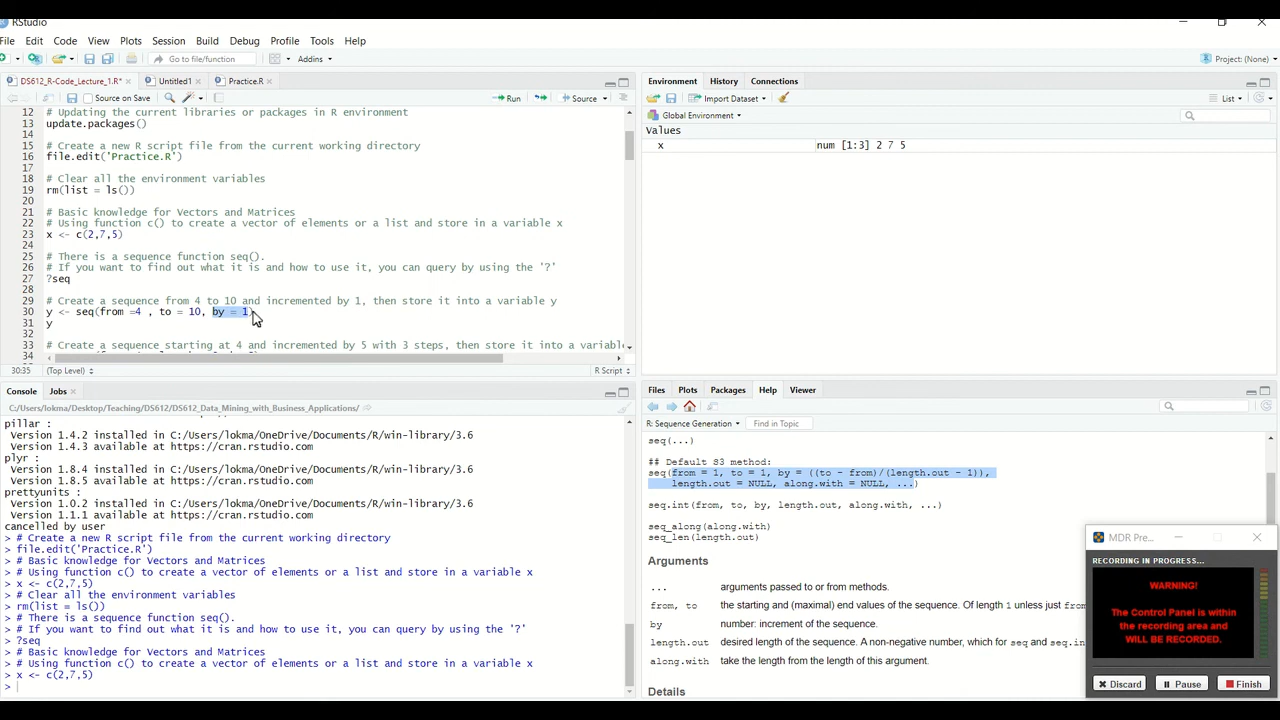 RStudio
File Edit Code View Plots Session Build Debug Profile Tools Help
Go to file/function Addins Project: (None)
DS612_R-Code_Lecture_1.R* Untitled1 Practice.R
Source on Save Run Source
12 # Updating the current libraries or packages in R environment
13 update.packages()
14
15 # Create a new R script file from the current working directory
16 file.edit('Practice.R')
17
18 # Clear all the environment variables
19 rm(list = ls())
20
21 # Basic knowledge for Vectors and Matrices
22 # Using function c() to create a vector of elements or a list and store in a variable x
23 x <- c(2,7,5)
24
25 # There is a sequence function seq().
26 # If you want to find out what it is and how to use it, you can query by using the '?'
27 ?seq
28
29 # Create a sequence from 4 to 10 and incremented by 1, then store it into a variable y
30 y <- seq(from =4 , to = 10, by = 1)
31 y
32
33 # Create a sequence starting at 4 and incremented by 5 with 3 steps, then store it into a variabl
34
30:35 (Top Level) R Script
Environment History Connections
Import Dataset List
Global Environment
Values
x num [1:3] 2 7 5
Console Jobs
C:/Users/lokma/Desktop/Teaching/DS612/DS612_Data_Mining_with_Business_Applications/
pillar :
Version 1.4.2 installed in C:/Users/lokma/OneDrive/Documents/R/win-library/3.6
Version 1.4.3 available at https://cran.rstudio.com
plyr :
Version 1.8.4 installed in C:/Users/lokma/OneDrive/Documents/R/win-library/3.6
Version 1.8.5 available at https://cran.rstudio.com
prettyunits :
Version 1.0.2 installed in C:/Users/lokma/OneDrive/Documents/R/win-library/3.6
Version 1.1.1 available at https://cran.rstudio.com
cancelled by user
> # Create a new R script file from the current working directory
> file.edit('Practice.R')
> # Basic knowledge for Vectors and Matrices
> # Using function c() to create a vector of elements or a list and store in a variable x
> x <- c(2,7,5)
> # Clear all the environment variables
> rm(list = ls())
> # There is a sequence function seq().
> # If you want to find out what it is and how to use it, you can query by using the '?'
> ?seq
> # Basic knowledge for Vectors and Matrices
> # Using function c() to create a vector of elements or a list and store in a variable x
> x <- c(2,7,5)
>
Files Plots Packages Help Viewer
R: Sequence Generation Find in Topic
seq(...)
## Default S3 method:
seq(from = 1, to = 1, by = ((to - from)/(length.out - 1)),
length.out = NULL, along.with = NULL, ...)
seq.int(from, to, by, length.out, along.with, ...)
seq_along(along.with)
seq_len(length.out)
Arguments
... arguments passed to or from methods.
from, to the starting and (maximal) end values of the sequence. Of length 1 unless just from
by number: increment of the sequence.
length.out desired length of the sequence. A non-negative number, which for seq and seq.in
along.with take the length from the length of this argument.
Details
MDR Pre...
RECORDING IN PROGRESS...
WARNING!
The Control Panel is within
the recording area and
WILL BE RECORDED.
Discard Pause Finish